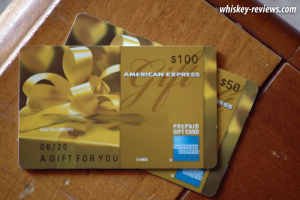 whiskey-reviews.com
$100
AMERICAN EXPRESS
Gift
PREPAID
GIFT CARD
AMERICAN
EXPRESS
08/20
A GIFT FOR YOU
$50